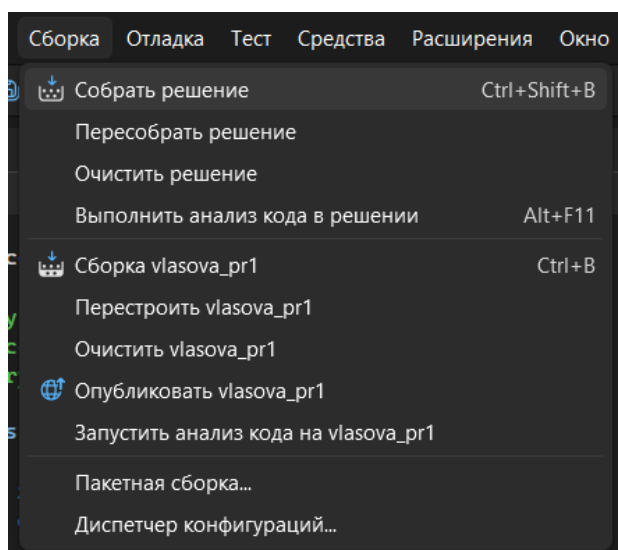 Сборка Отладка Тест Средства Расширения Окно
Собрать решение Ctrl+Shift+B
Пересобрать решение
Очистить решение
Выполнить анализ кода в решении Alt+F11
Сборка vlasova_pr1 Ctrl+B
Перестроить vlasova_pr1
Очистить vlasova_pr1
Опубликовать vlasova_pr1
Запустить анализ кода на vlasova_pr1
Пакетная сборка...
Диспетчер конфигураций...